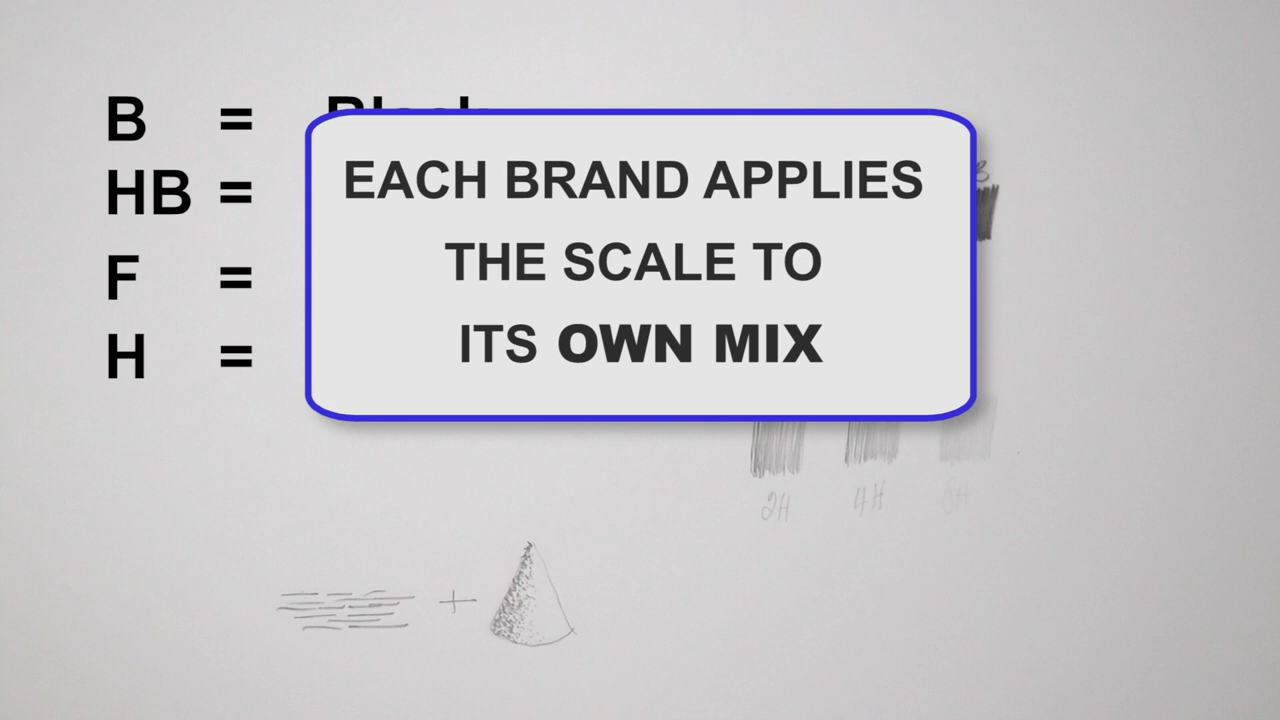 B =
HB =
F =
H =
EACH BRAND APPLIES
THE SCALE TO
ITS OWN MIX
2H 4H 8H